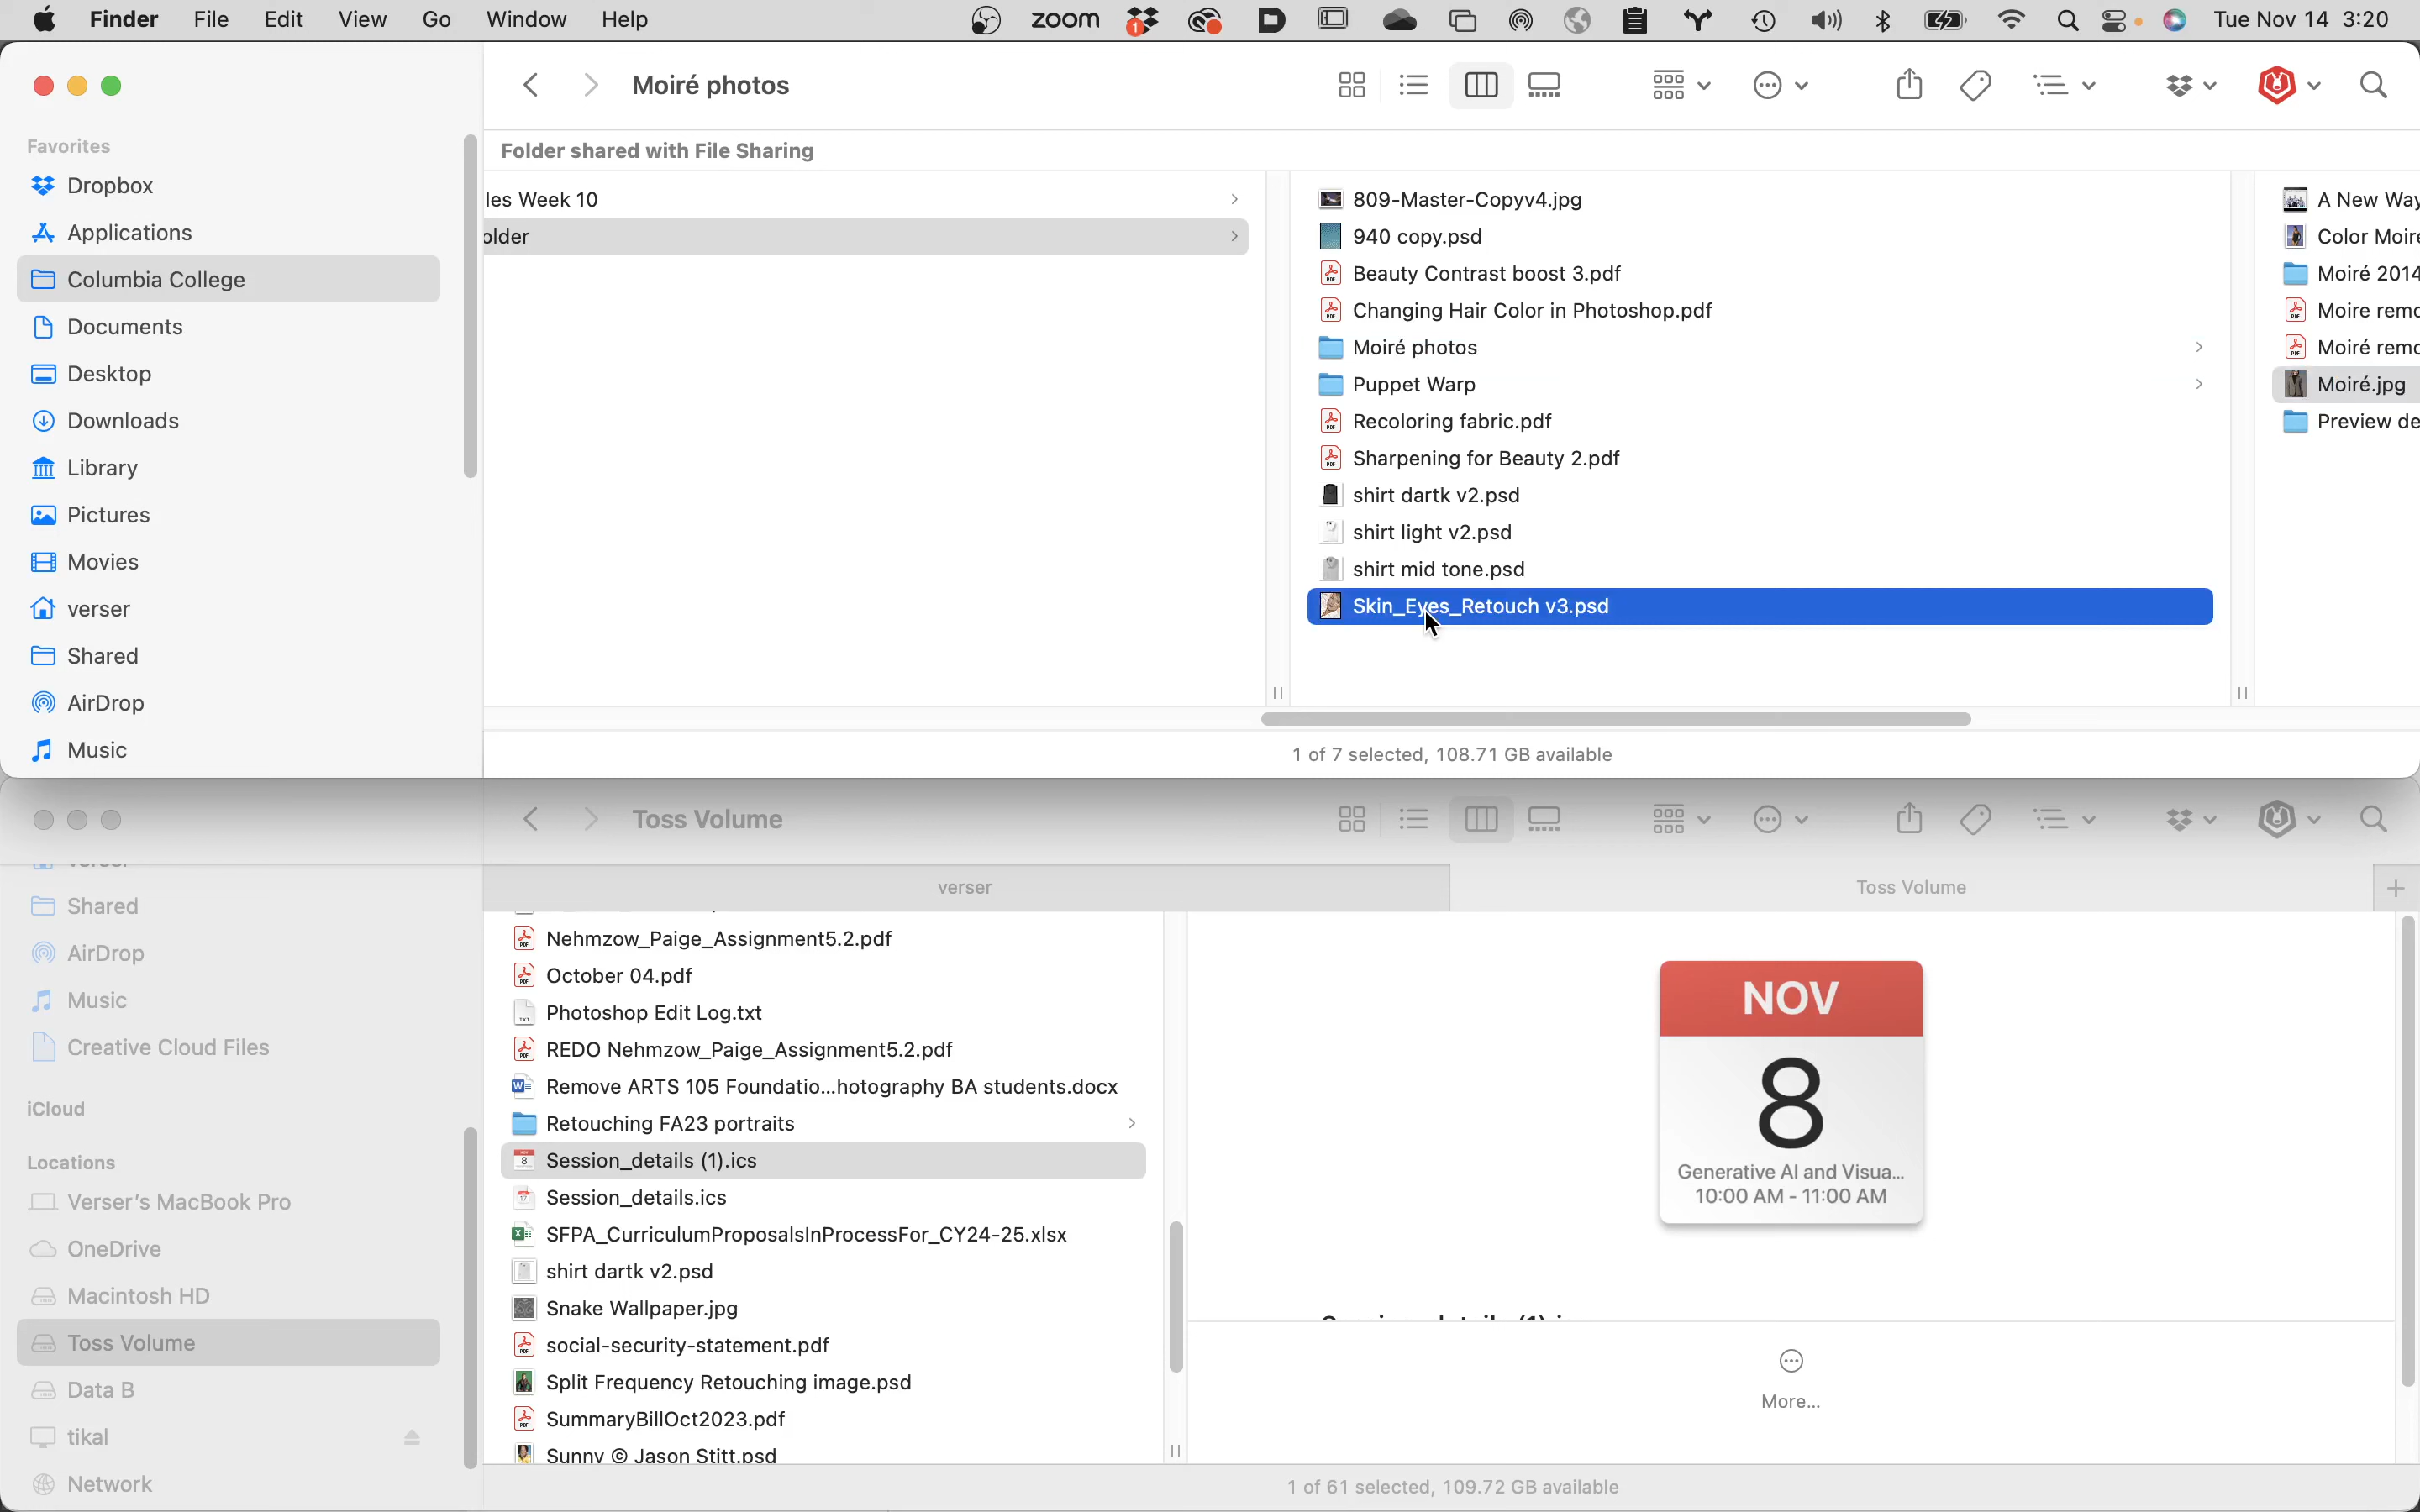 Finder File Edit View Go Window Help zoom 1 Tue Nov 14 3:20
Moiré photos
Favorites
Dropbox
Applications
Columbia College
Documents
Desktop
Downloads
Library
Pictures
Movies
verser
Shared
AirDrop
Music
Folder shared with File Sharing
les Week 10
older
809-Master-Copyv4.jpg
940 copy.psd
Beauty Contrast boost 3.pdf
Changing Hair Color in Photoshop.pdf
Moiré photos
Puppet Warp
Recoloring fabric.pdf
Sharpening for Beauty 2.pdf
shirt dartk v2.psd
shirt light v2.psd
shirt mid tone.psd
Skin_Eyes_Retouch v3.psd
A New Way
Color Moiré
Moiré 2014
Moire remo
Moiré remo
Moiré.jpg
Preview de
1 of 7 selected, 108.71 GB available
Toss Volume
verser
Shared
AirDrop
Music
Creative Cloud Files
iCloud
Locations
Verser's MacBook Pro
OneDrive
Macintosh HD
Toss Volume
Data B
tikal
Network
verser
Toss Volume
Nehmzow_Paige_Assignment5.2.pdf
October 04.pdf
Photoshop Edit Log.txt
REDO Nehmzow_Paige_Assignment5.2.pdf
Remove ARTS 105 Foundatio...hotography BA students.docx
Retouching FA23 portraits
Session_details (1).ics
Session_details.ics
SFPA_CurriculumProposalsInProcessFor_CY24-25.xlsx
shirt dartk v2.psd
Snake Wallpaper.jpg
social-security-statement.pdf
Split Frequency Retouching image.psd
SummaryBillOct2023.pdf
Sunny © Jason Stitt.psd
NOV
8
Generative AI and Visua...
10:00 AM - 11:00 AM
Session_details (1).ics
More...
1 of 61 selected, 109.72 GB available